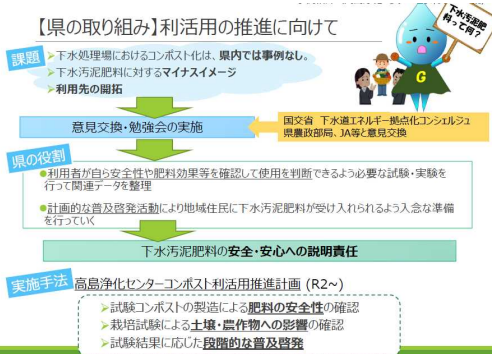 【県の取り組み】利活用の推進に向けて
下水汚泥肥
料って何？
課題
下水処理場におけるコンポスト化は、県内では事例なし。
下水汚泥肥料に対するマイナスイメージ
利用先の開拓
G
意見交換・勉強会の実施
国交省 下水道エネルギー拠点化コンシェルジュ
県農政部局、JA等と意見交換
県の役割
●利用者が自ら安全性や肥料効果等を確認して使用を判断できるよう必要な試験・実験を
行って関連データを整理
●計画的な普及啓発活動により地域住民に下水汚泥肥料が受け入れられるよう入念な準備
を行っていく
下水汚泥肥料の安全・安心への説明責任
実施手法
高島浄化センターコンポスト利活用推進計画 (R2~)
試験コンポストの製造による肥料の安全性の確認
栽培試験による土壌・農作物への影響の確認
試験結果に応じた段階的な普及啓発